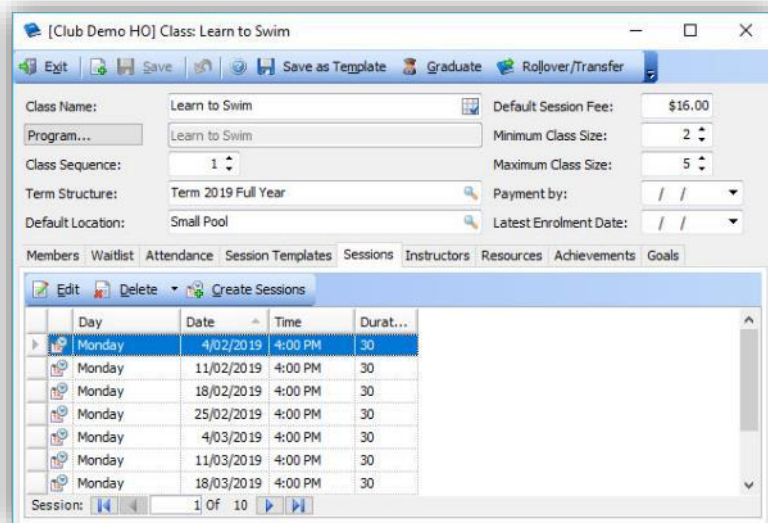 [Club Demo HO] Class: Learn to Swim
Exit Save Save as Template Graduate Rollover/Transfer
Class Name: Learn to Swim Default Session Fee: $16.00
Program... Learn to Swim Minimum Class Size: 2
Class Sequence: 1 Maximum Class Size: 5
Term Structure: Term 2019 Full Year Payment by: / /
Default Location: Small Pool Latest Enrolment Date: / /
Members Waitlist Attendance Session Templates Sessions Instructors Resources Achievements Goals
Edit Delete Create Sessions
Day Date Time Durat...
Monday 4/02/2019 4:00 PM 30
Monday 11/02/2019 4:00 PM 30
Monday 18/02/2019 4:00 PM 30
Monday 25/02/2019 4:00 PM 30
Monday 4/03/2019 4:00 PM 30
Monday 11/03/2019 4:00 PM 30
Monday 18/03/2019 4:00 PM 30
Session: 1 Of 10